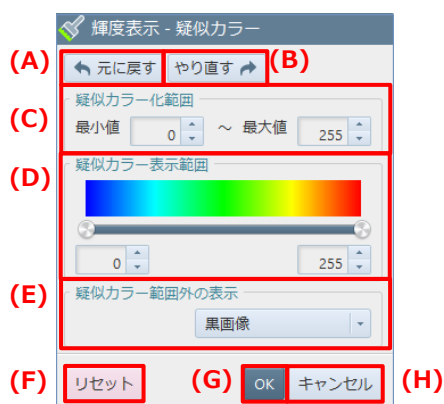 輝度表示 - 疑似カラー
(A) 元に戻す やり直す (B)
疑似カラー化範囲
(C) 最小値 0 ～ 最大値 255
疑似カラー表示範囲
(D)
0 255
疑似カラー範囲外の表示
(E)
黒画像
(F) リセット (G) OK キャンセル (H)